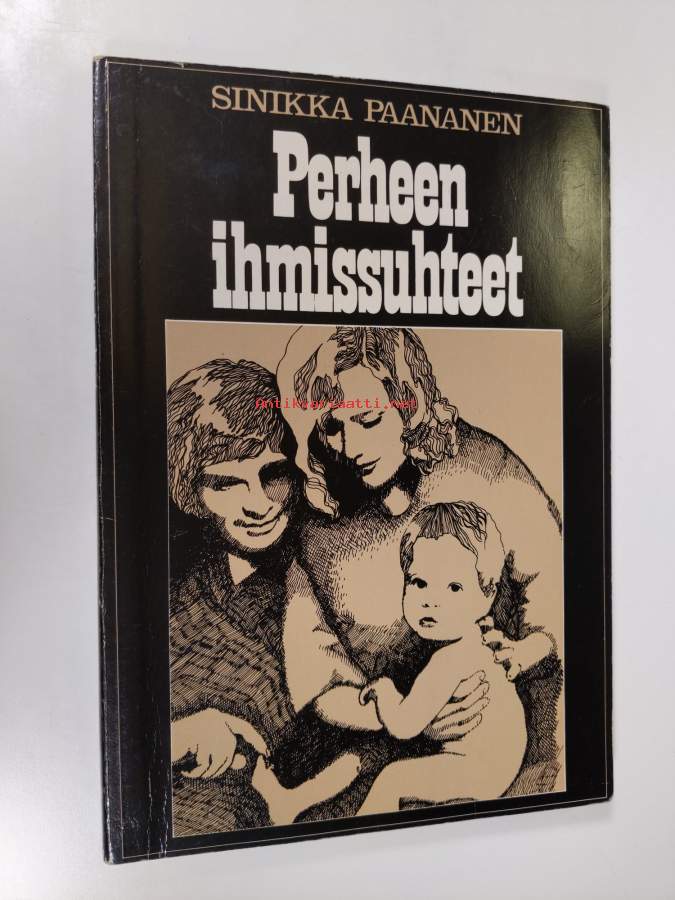 SINIKKA PAANANEN
Perheen
ihmissuhteet
Antikvariaatti.net